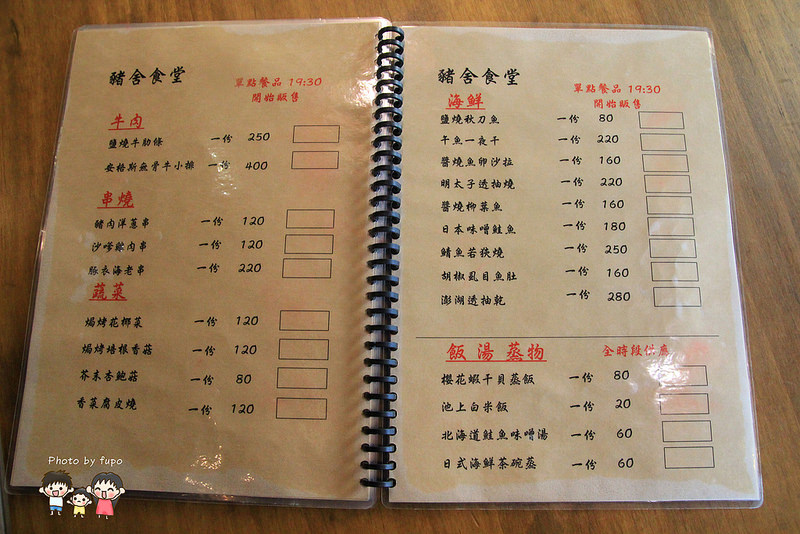 豬舍食堂
單點餐品 19:30
開始販售
牛肉
鹽燒牛肋條 一份 250
安格斯無骨牛小排 一份 400
串燒
豬肉洋蔥串 一份 120
沙嗲豬肉串 一份 120
豚衣海老串 一份 220
蔬菜
焗烤花椰菜 一份 120
焗烤培根香菇 一份 120
芥末杏鮑菇 一份 80
香菜腐皮燒 一份 120
豬舍食堂
單點餐品 19:30
開始販售
海鮮
鹽燒秋刀魚 一份 80
午魚一夜干 一份 220
醬燒魚卵沙拉 一份 160
明太子透抽燒 一份 220
醬燒柳葉魚 一份 160
日本味噌鮭魚 一份 180
鯖魚若狹燒 一份 250
胡椒虱目魚肚 一份 160
澎湖透抽乾 一份 280
飯 湯 蒸物
全時段供應
櫻花蝦干貝蒸飯 一份 80
池上白米飯 一份 20
北海道鮭魚味噌湯 一份 60
日式海鮮茶碗蒸 一份 60
Photo by fupo